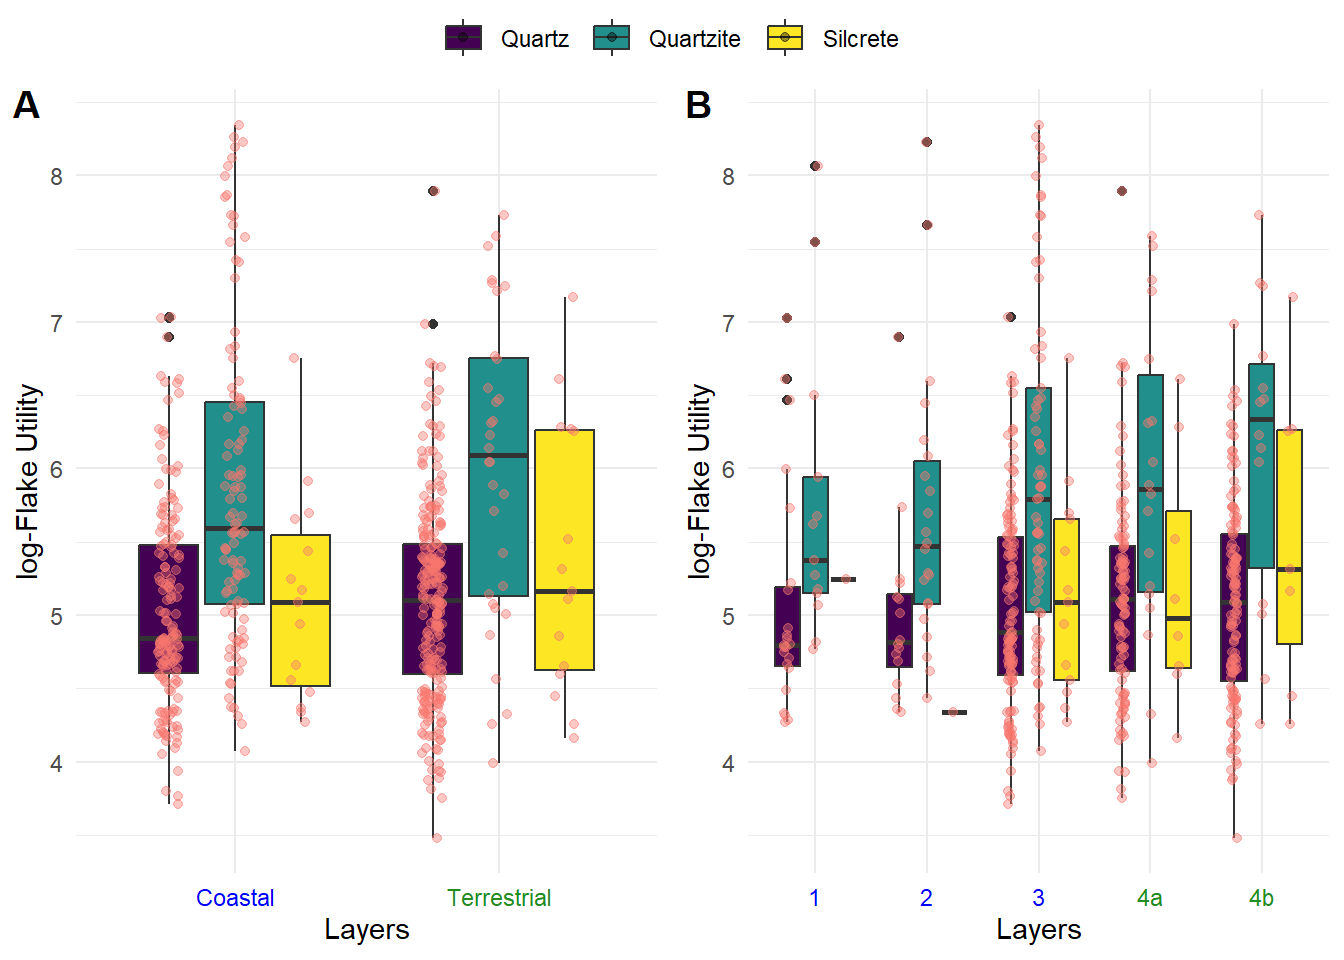 Quartz Quartzite Silcrete
A
B
8
7
6
5
4
log-Flake Utility
Coastal Terrestrial
Layers
8
7
6
5
4
log-Flake Utility
1 2 3 4a 4b
Layers